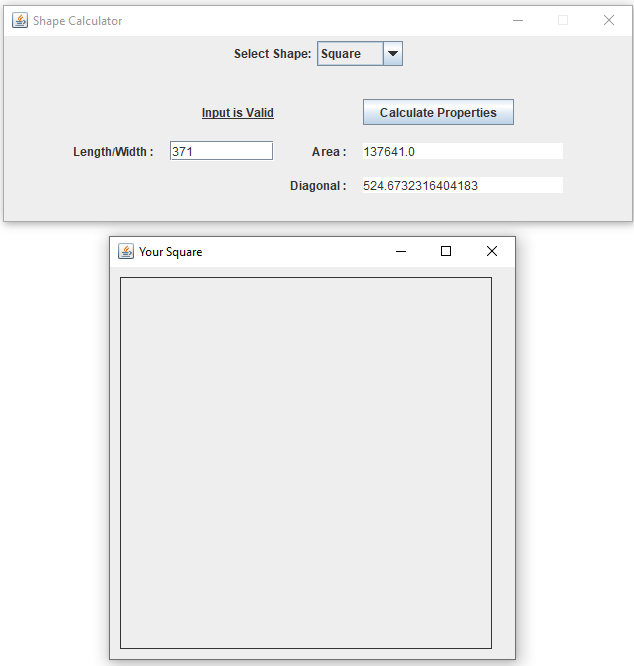 Shape Calculator
Select Shape: Square
Input is Valid Calculate Properties
Length/Width : 371 Area : 137641.0
Diagonal : 524.6732316404183
Your Square